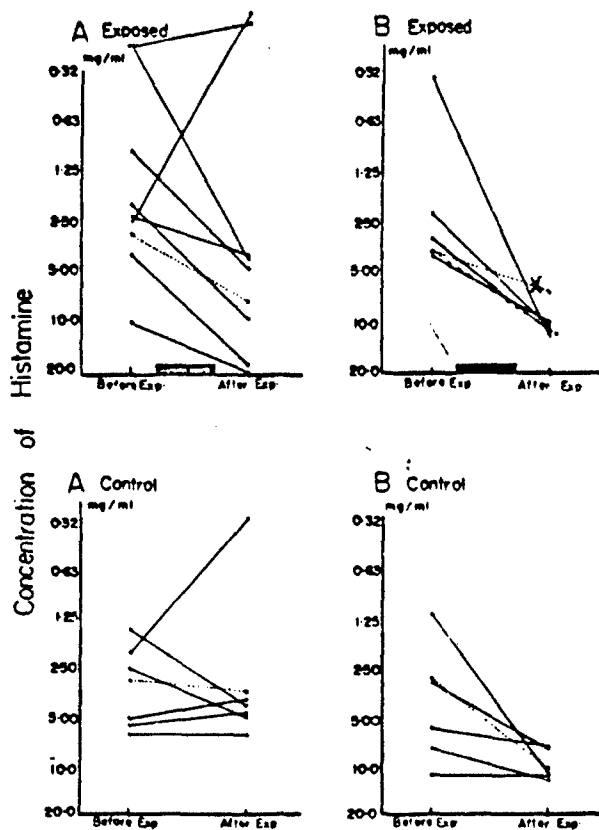 Concentration of Histamine
A Exposed
mg/ml
0·32
0·63
1·25
2·50
5·00
10·0
20·0
Before Exp.
After Exp.
B Exposed
mg/ml
0·32
0·63
1·25
2·50
5·00
10·0
20·0
Before Exp
After Exp
A Control
mg/ml
0·32
0·63
1·25
2·50
5·00
10·0
20·0
Before Exp
After Exp
B Control
mg/ml
0·32
0·63
1·25
2·50
5·00
10·0
20·0
Before Exp
After Exp